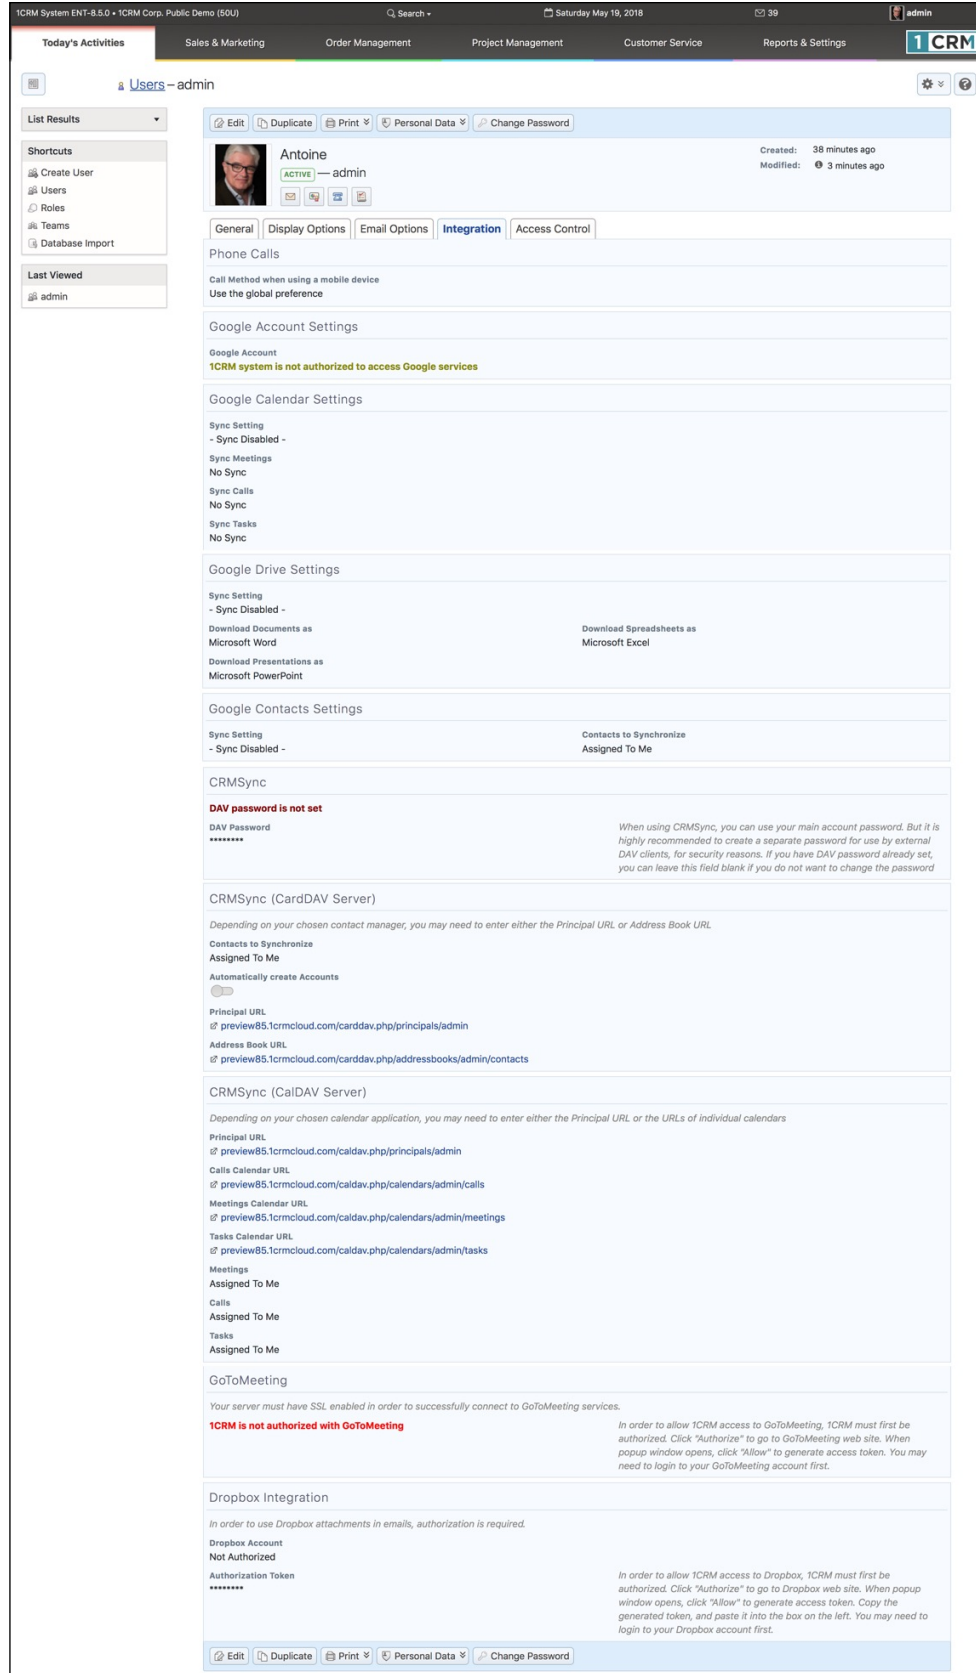 1CRM System ENT-8.5.0 • 1CRM Corp. Public Demo (50U) Search Saturday May 19, 2018 39 admin
Today's Activities Sales & Marketing Order Management Project Management Customer Service Reports & Settings 1 CRM
Users – admin
List Results
Edit Duplicate Print Personal Data Change Password
Shortcuts
Create User
Users
Roles
Teams
Database Import
Last Viewed
admin
Antoine
ACTIVE — admin
Created: 38 minutes ago
Modified: 3 minutes ago
General Display Options Email Options Integration Access Control
Phone Calls
Call Method when using a mobile device
Use the global preference
Google Account Settings
Google Account
1CRM system is not authorized to access Google services
Google Calendar Settings
Sync Setting
- Sync Disabled -
Sync Meetings
No Sync
Sync Calls
No Sync
Sync Tasks
No Sync
Google Drive Settings
Sync Setting
- Sync Disabled -
Download Documents as
Microsoft Word
Download Spreadsheets as
Microsoft Excel
Download Presentations as
Microsoft PowerPoint
Google Contacts Settings
Sync Setting
- Sync Disabled -
Contacts to Synchronize
Assigned To Me
CRMSync
DAV password is not set
DAV Password
********
When using CRMSync, you can use your main account password. But it is
highly recommended to create a separate password for use by external
DAV clients, for security reasons. If you have DAV password already set,
you can leave this field blank if you do not want to change the password
CRMSync (CardDAV Server)
Depending on your chosen contact manager, you may need to enter either the Principal URL or Address Book URL
Contacts to Synchronize
Assigned To Me
Automatically create Accounts
Principal URL
preview85.1crmcloud.com/carddav.php/principals/admin
Address Book URL
preview85.1crmcloud.com/carddav.php/addressbooks/admin/contacts
CRMSync (CalDAV Server)
Depending on your chosen calendar application, you may need to enter either the Principal URL or the URLs of individual calendars
Principal URL
preview85.1crmcloud.com/caldav.php/principals/admin
Calls Calendar URL
preview85.1crmcloud.com/caldav.php/calendars/admin/calls
Meetings Calendar URL
preview85.1crmcloud.com/caldav.php/calendars/admin/meetings
Tasks Calendar URL
preview85.1crmcloud.com/caldav.php/calendars/admin/tasks
Meetings
Assigned To Me
Calls
Assigned To Me
Tasks
Assigned To Me
GoToMeeting
Your server must have SSL enabled in order to successfully connect to GoToMeeting services.
1CRM is not authorized with GoToMeeting
In order to allow 1CRM access to GoToMeeting, 1CRM must first be
authorized. Click "Authorize" to go to GoToMeeting web site. When
popup window opens, click "Allow" to generate access token. You may
need to login to your GoToMeeting account first.
Dropbox Integration
In order to use Dropbox attachments in emails, authorization is required.
Dropbox Account
Not Authorized
Authorization Token
********
In order to allow 1CRM access to Dropbox, 1CRM must first be
authorized. Click "Authorize" to go to Dropbox web site. When popup
window opens, click "Allow" to generate access token. Copy the
generated token, and paste it into the box on the left. You may need to
login to your Dropbox account first.
Edit Duplicate Print Personal Data Change Password